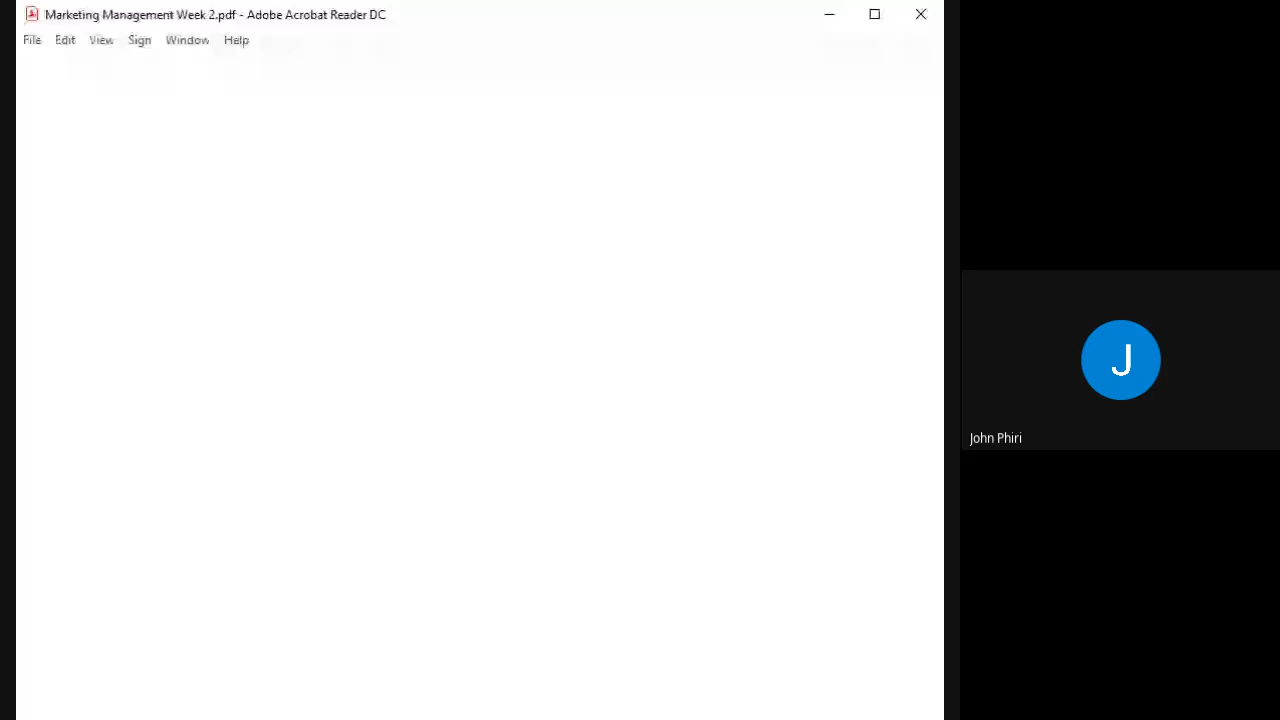 Marketing Management Week 2.pdf - Adobe Acrobat Reader DC
File Edit View Sign Window Help
J
John Phiri